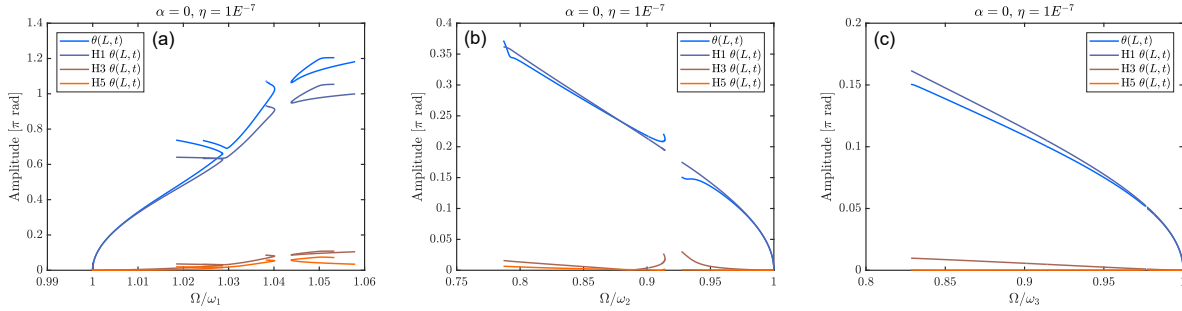 α = 0, η = 1E⁻⁷
(a)
θ(L, t)
H1 θ(L, t)
H3 θ(L, t)
H5 θ(L, t)
Amplitude [π rad]
1.4
1.2
1
0.8
0.6
0.4
0.2
0
0.99 1 1.01 1.02 1.03 1.04 1.05 1.06
Ω/ω₁
α = 0, η = 1E⁻⁷
(b)
θ(L, t)
H1 θ(L, t)
H3 θ(L, t)
H5 θ(L, t)
Amplitude [π rad]
0.4
0.35
0.3
0.25
0.2
0.15
0.1
0.05
0
0.75 0.8 0.85 0.9 0.95 1
Ω/ω₂
α = 0, η = 1E⁻⁷
(c)
θ(L, t)
H1 θ(L, t)
H3 θ(L, t)
H5 θ(L, t)
Amplitude [π rad]
0.2
0.15
0.1
0.05
0
0.8 0.85 0.9 0.95 1
Ω/ω₃